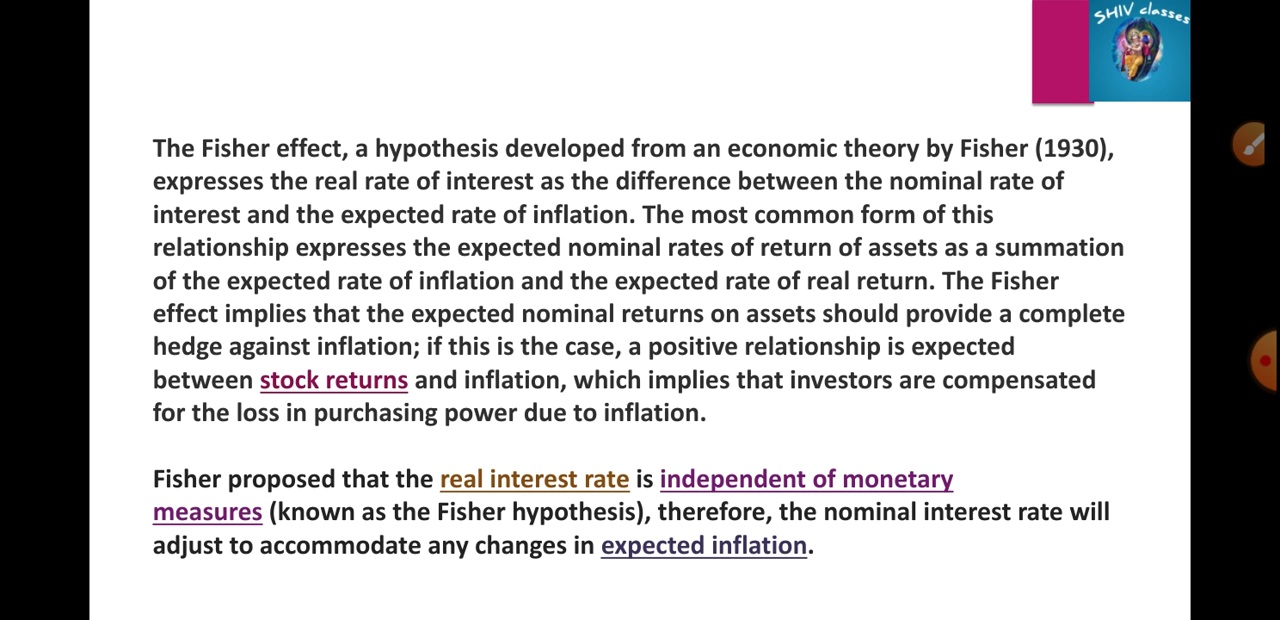 SHIV classes
The Fisher effect, a hypothesis developed from an economic theory by Fisher (1930),
expresses the real rate of interest as the difference between the nominal rate of
interest and the expected rate of inflation. The most common form of this
relationship expresses the expected nominal rates of return of assets as a summation
of the expected rate of inflation and the expected rate of real return. The Fisher
effect implies that the expected nominal returns on assets should provide a complete
hedge against inflation; if this is the case, a positive relationship is expected
between stock returns and inflation, which implies that investors are compensated
for the loss in purchasing power due to inflation.
Fisher proposed that the real interest rate is independent of monetary
measures (known as the Fisher hypothesis), therefore, the nominal interest rate will
adjust to accommodate any changes in expected inflation.